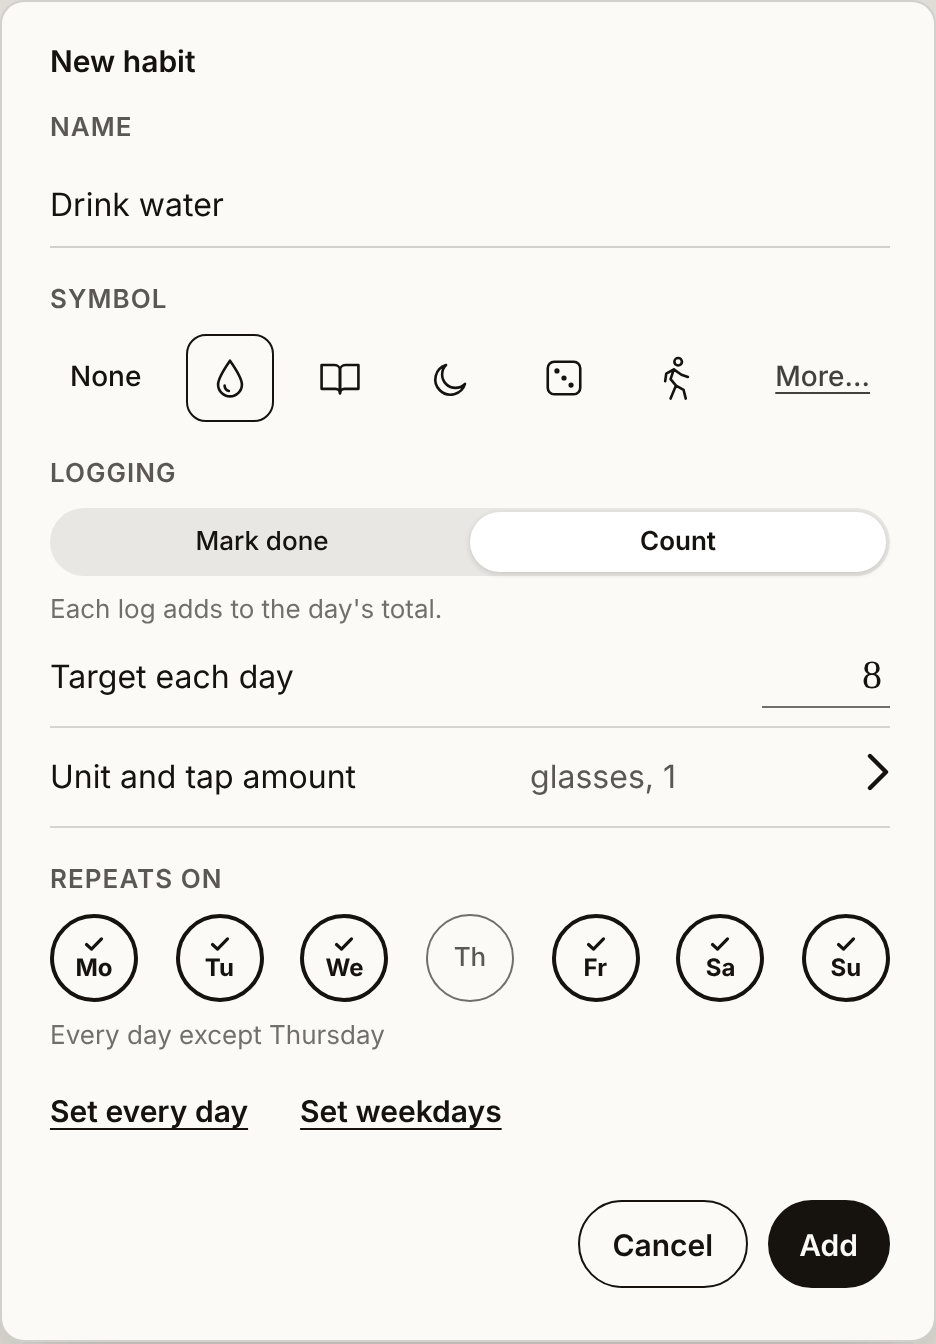 New habit
NAME
Drink water
SYMBOL
None More...
LOGGING
Mark done Count
Each log adds to the day's total.
Target each day 8
Unit and tap amount glasses, 1
REPEATS ON
Mo Tu We Th Fr Sa Su
Every day except Thursday
Set every day Set weekdays
Cancel Add